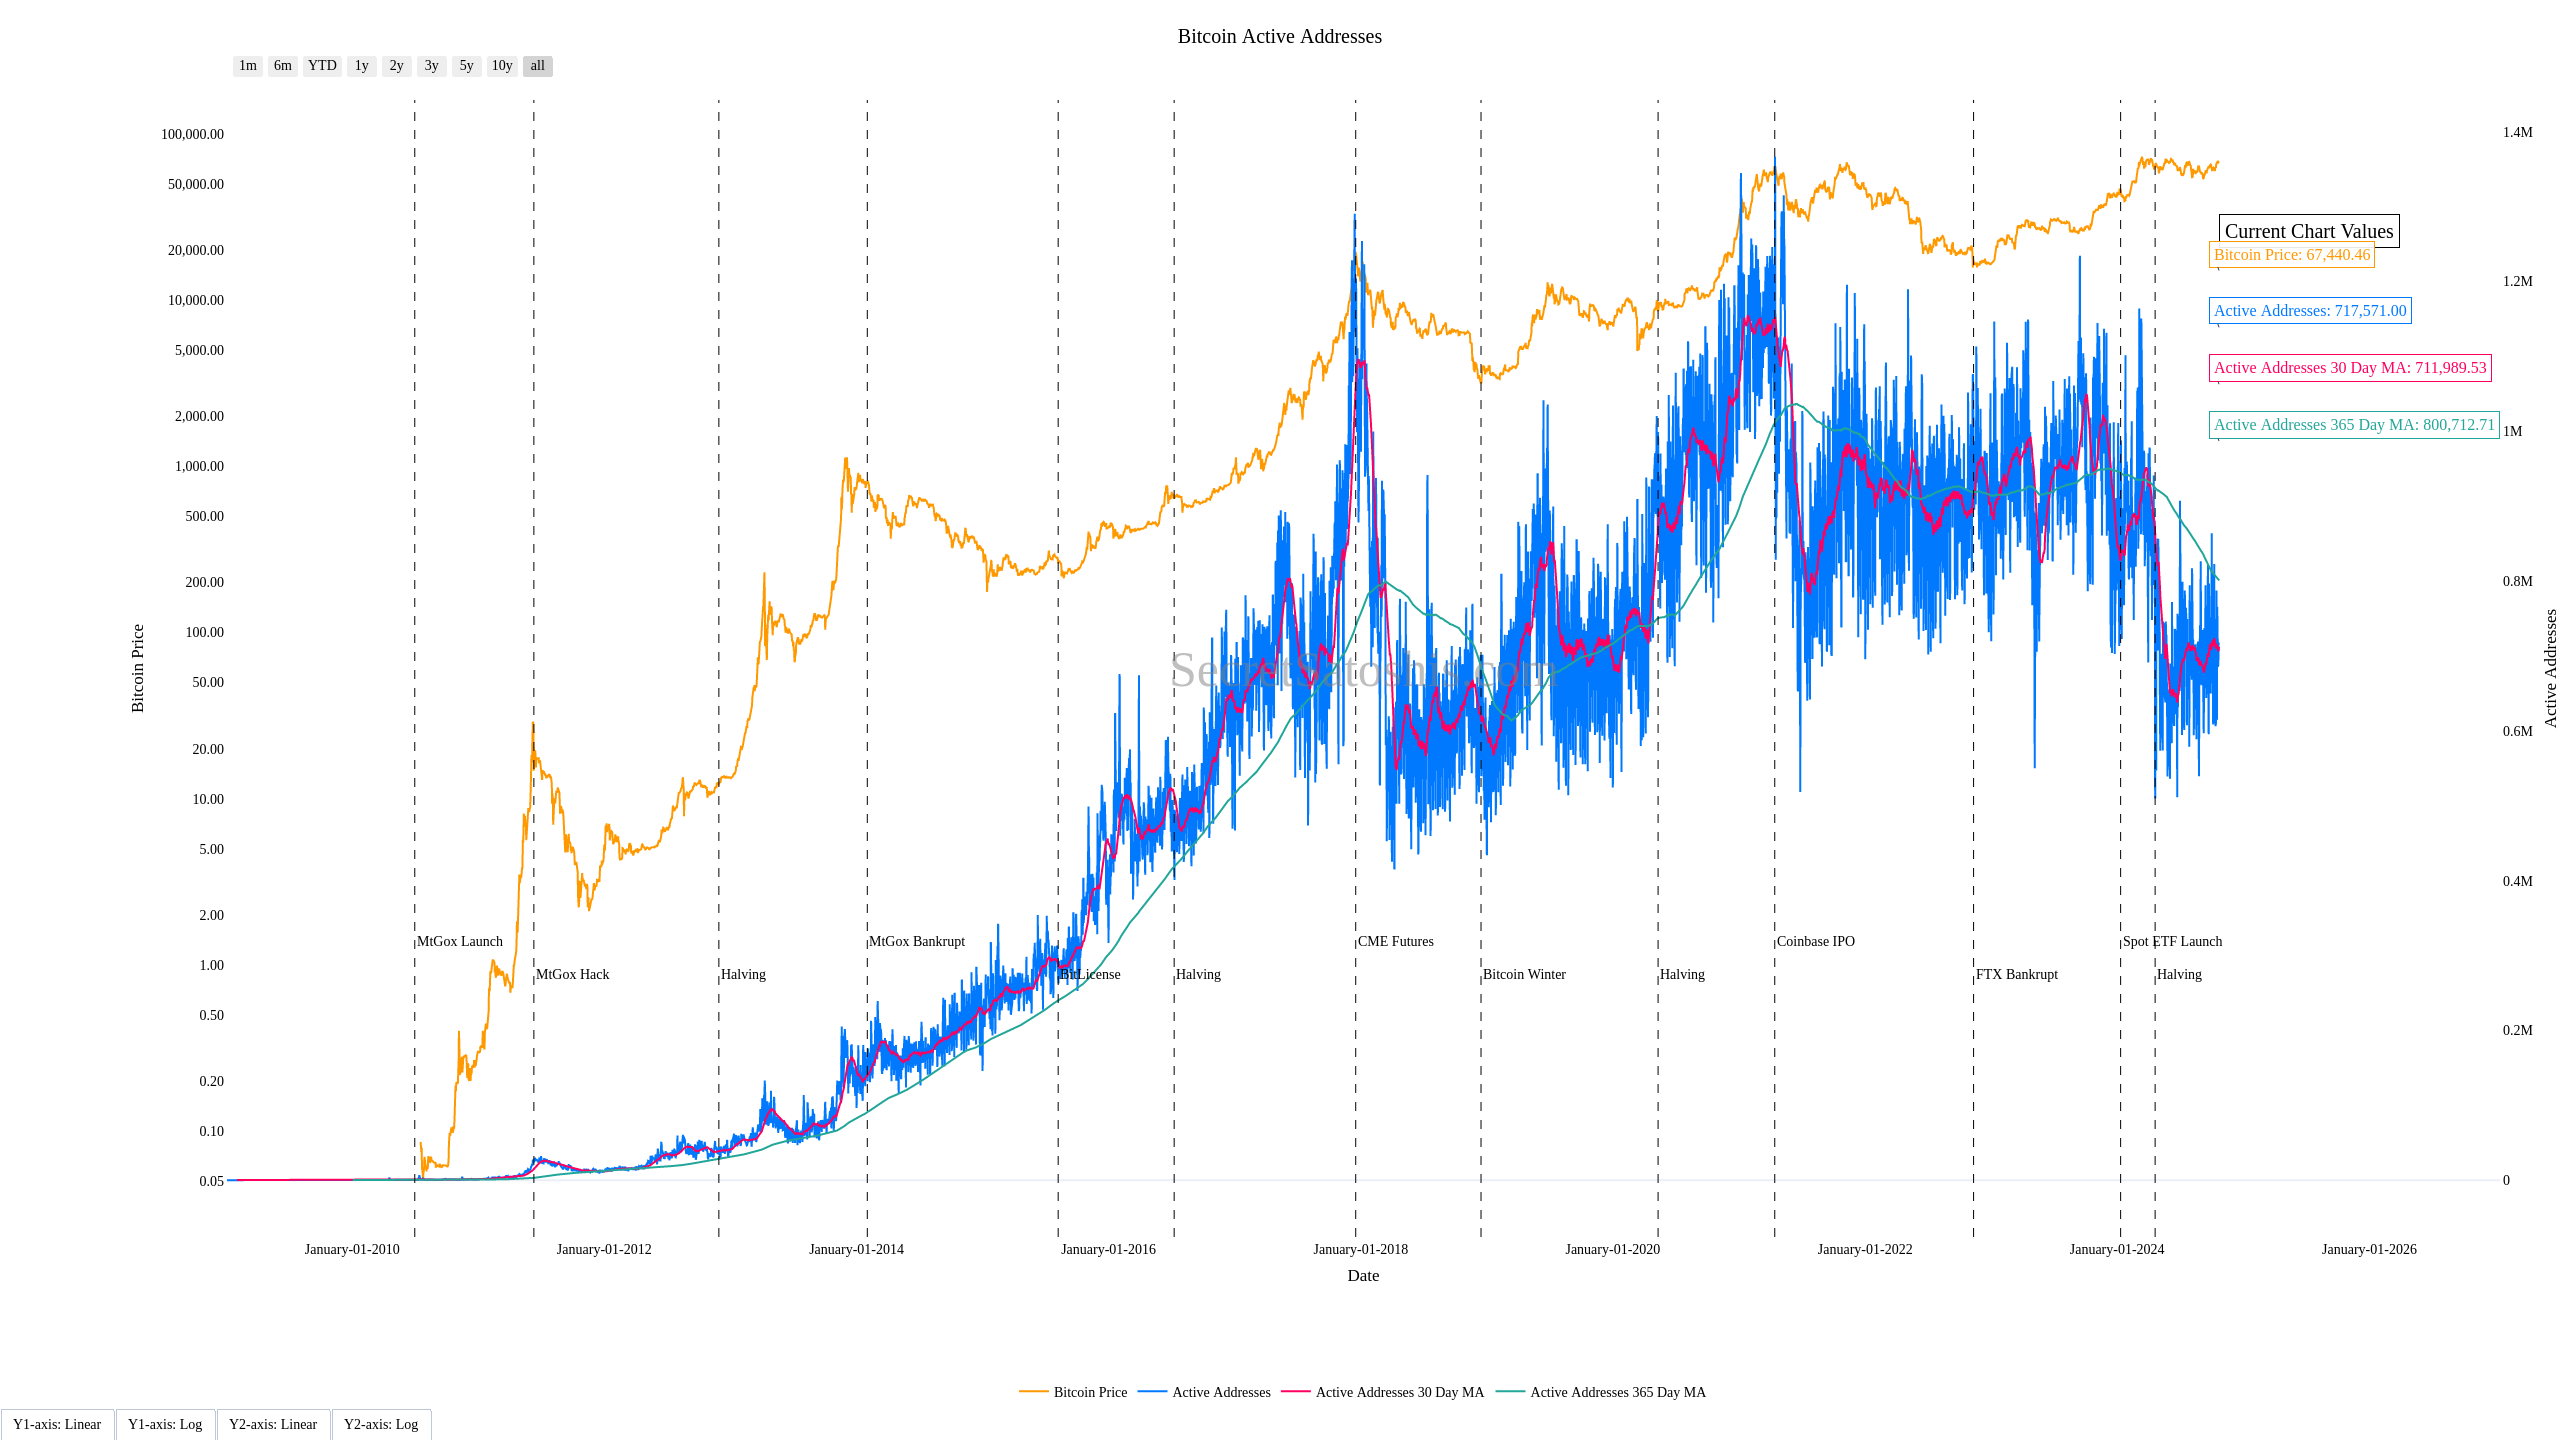 Bitcoin Active Addresses
1m 6m YTD 1y 2y 3y 5y 10y all
100,000.00
50,000.00
20,000.00
10,000.00
5,000.00
2,000.00
1,000.00
500.00
200.00
100.00
50.00
20.00
10.00
5.00
2.00
1.00
0.50
0.20
0.10
0.05
Bitcoin Price
1.4M
1.2M
1M
0.8M
0.6M
0.4M
0.2M
0
Active Addresses
Current Chart Values
Bitcoin Price: 67,440.46
Active Addresses: 717,571.00
Active Addresses 30 Day MA: 711,989.53
Active Addresses 365 Day MA: 800,712.71
SecretSatoshis.com
MtGox Launch
MtGox Hack
Halving
MtGox Bankrupt
BitLicense
Halving
CME Futures
Bitcoin Winter
Halving
Coinbase IPO
FTX Bankrupt
Spot ETF Launch
Halving
January-01-2010 January-01-2012 January-01-2014 January-01-2016 January-01-2018 January-01-2020 January-01-2022 January-01-2024 January-01-2026
Date
Bitcoin Price Active Addresses Active Addresses 30 Day MA Active Addresses 365 Day MA
Y1-axis: Linear Y1-axis: Log Y2-axis: Linear Y2-axis: Log